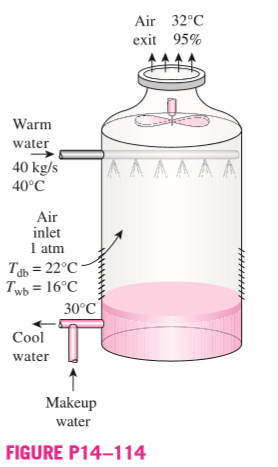 Air 32°C
exit 95%
Warm
water
40 kg/s
40°C
Air
inlet
1 atm
T_db = 22°C
T_wb = 16°C
30°C
Cool
water
Makeup
water
FIGURE P14–114